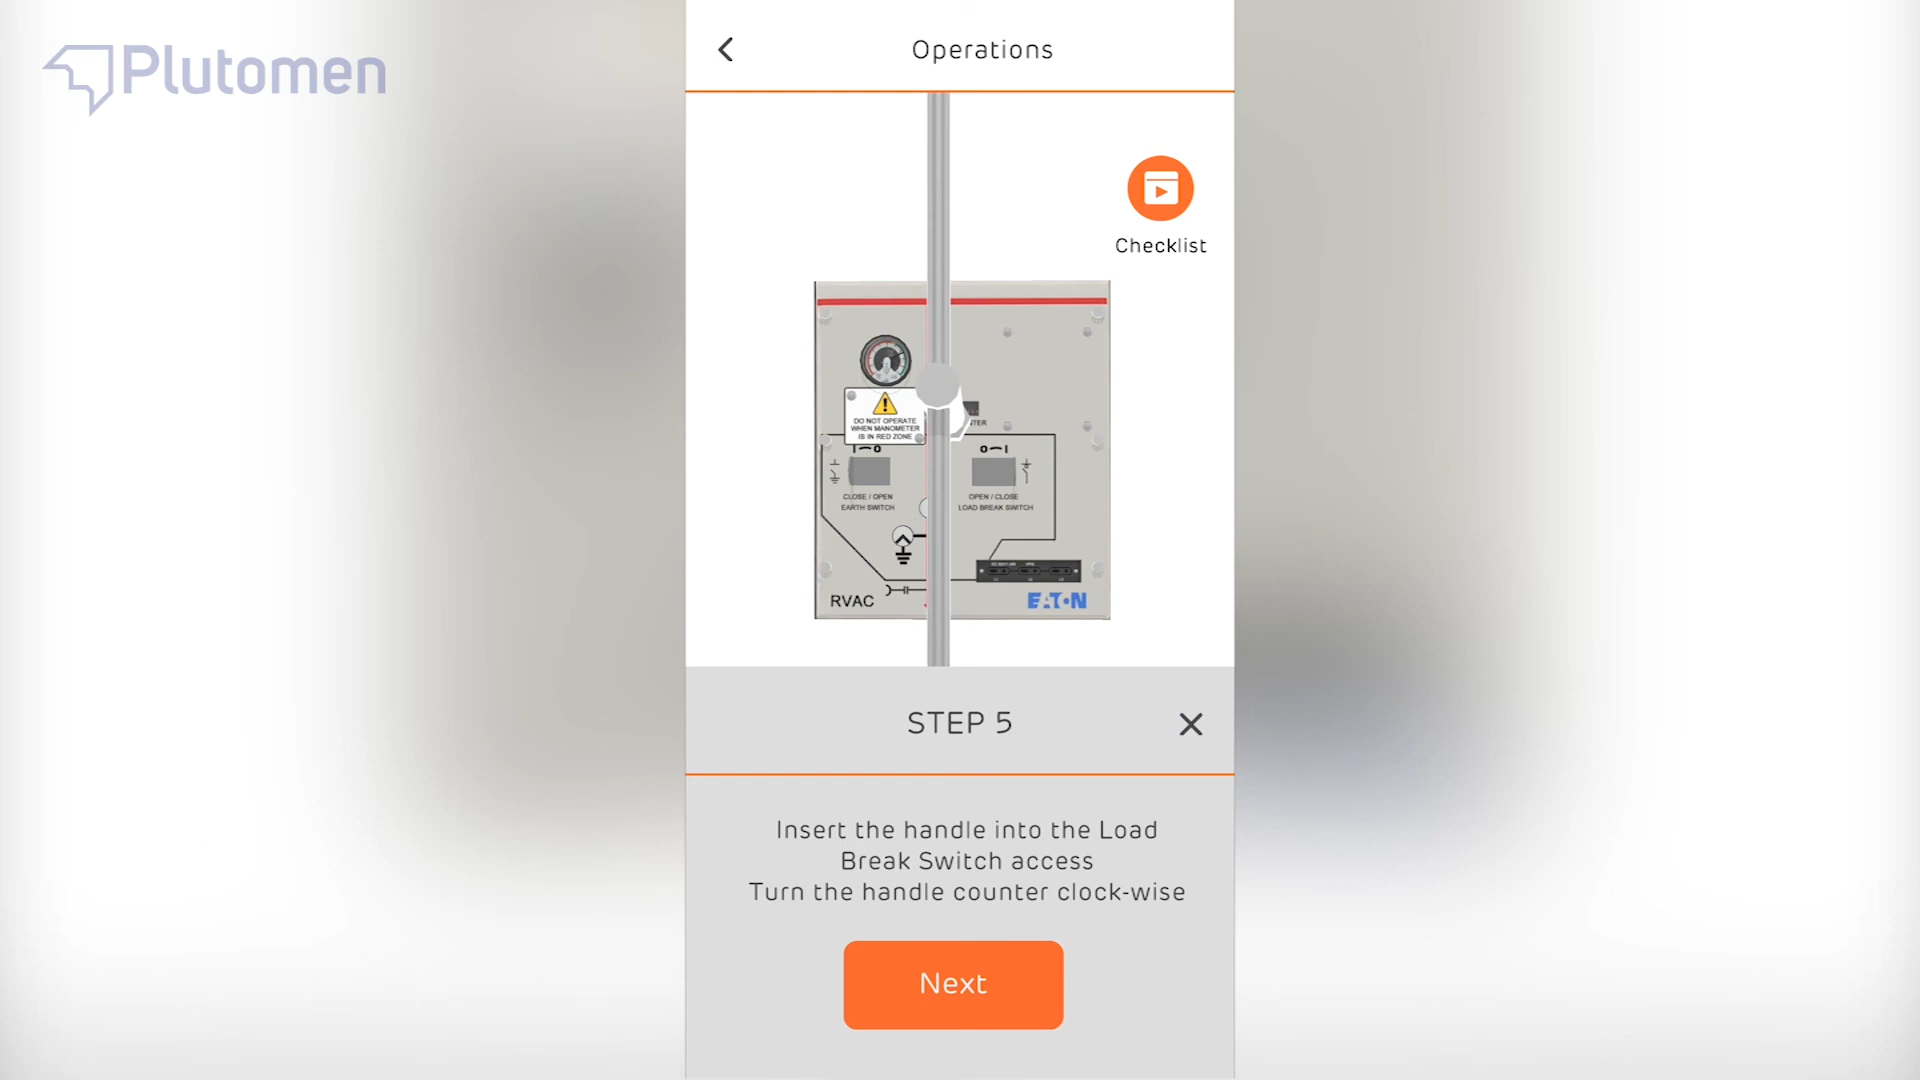 Plutomen
Operations
Checklist
DO NOT OPERATE
WHEN MANOMETER
IS IN RED ZONE
I O
O I
CLOSE / OPEN
EARTH SWITCH
OPEN / CLOSE
LOAD BREAK SWITCH
RVAC
EATON
STEP 5
Insert the handle into the Load
Break Switch access
Turn the handle counter clock-wise
Next